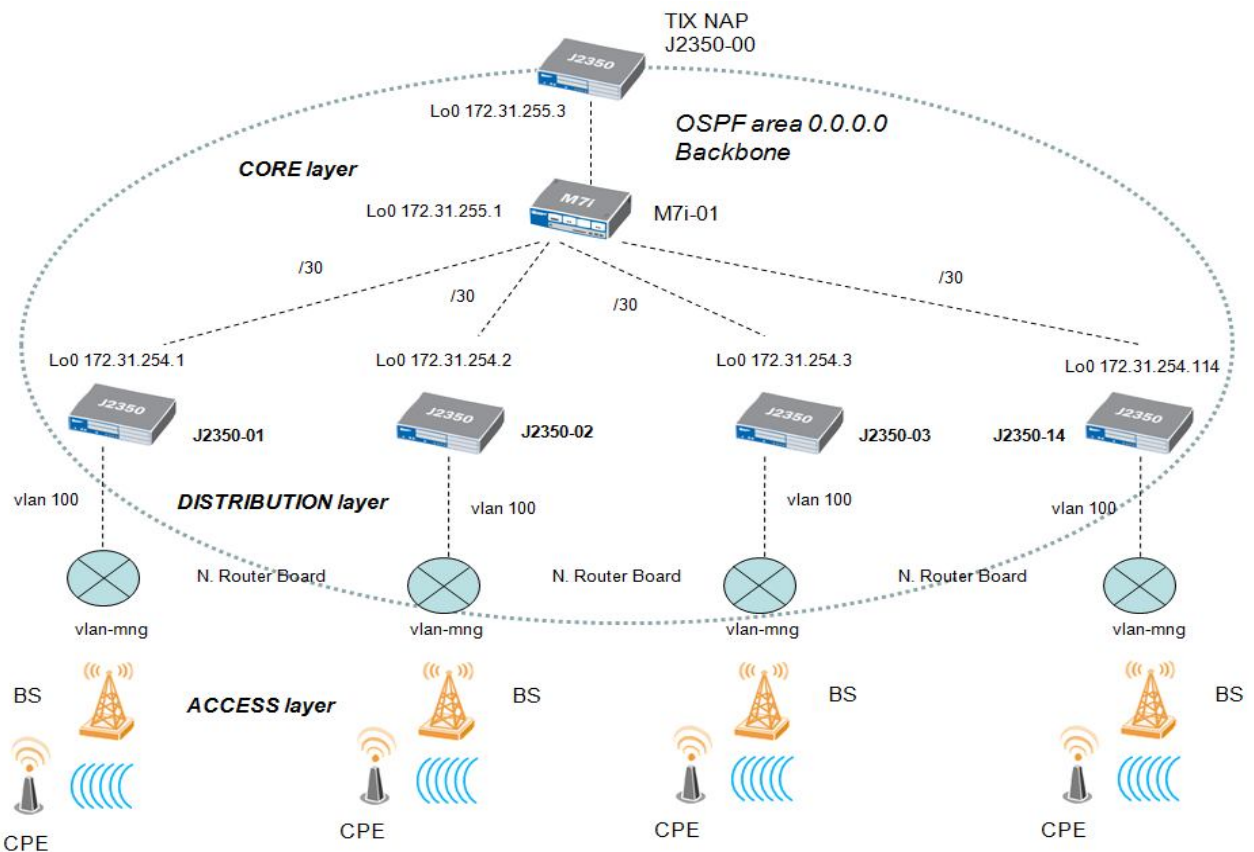 TIX NAP
J2350-00
J2350
Lo0 172.31.255.3
OSPF area 0.0.0.0
Backbone
CORE layer
M7i
Lo0 172.31.255.1
M7i-01
/30
/30
/30
/30
Lo0 172.31.254.1
Lo0 172.31.254.2
Lo0 172.31.254.3
Lo0 172.31.254.114
J2350
J2350-01
J2350
J2350-02
J2350
J2350-03
J2350-14
J2350
vlan 100
DISTRIBUTION layer
vlan 100
vlan 100
vlan 100
N. Router Board
N. Router Board
N. Router Board
vlan-mng
vlan-mng
vlan-mng
vlan-mng
BS
ACCESS layer
BS
BS
BS
CPE
CPE
CPE
CPE